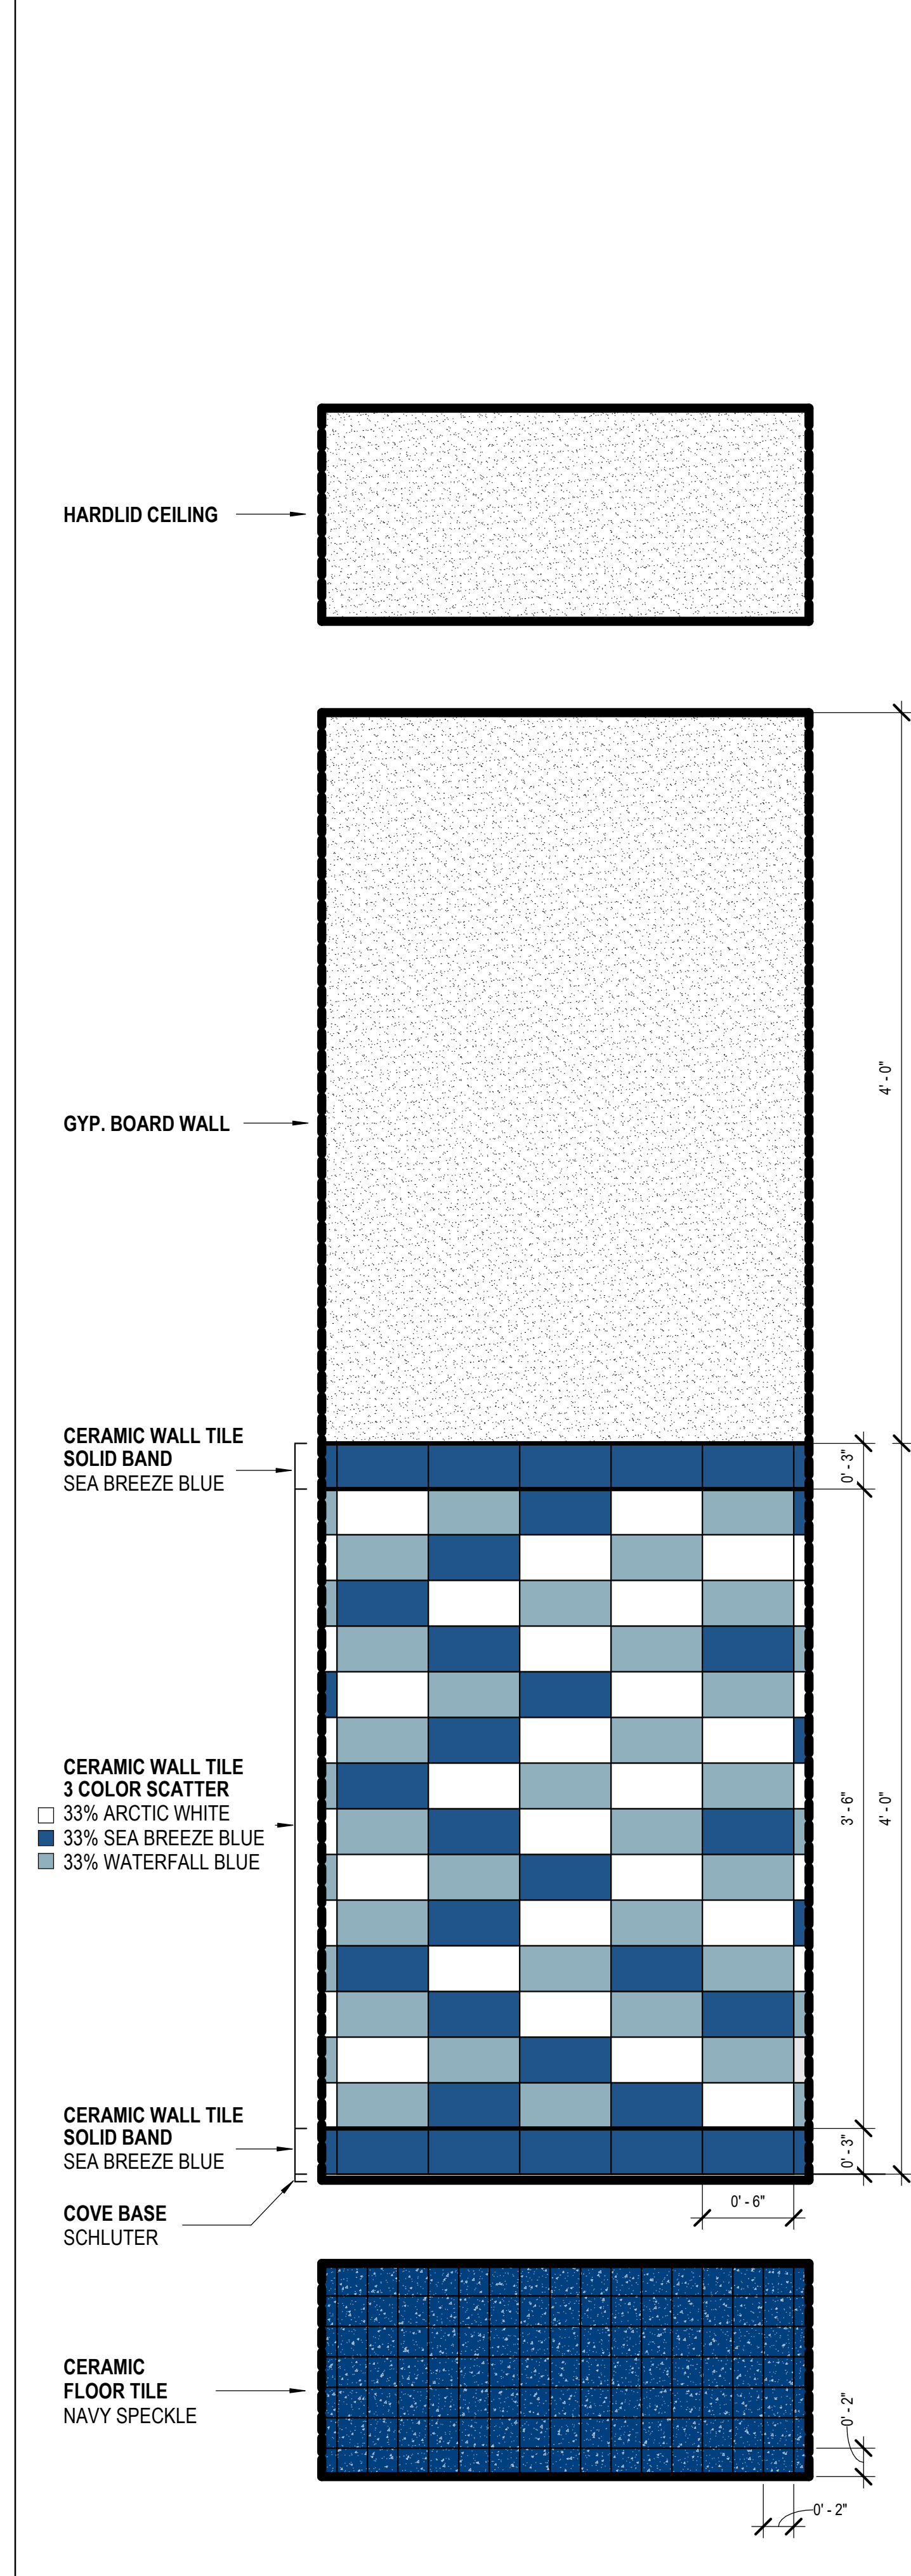 HARDLID CEILING
4' - 0"
GYP. BOARD WALL
CERAMIC WALL TILE
SOLID BAND
SEA BREEZE BLUE
0' - 3"
CERAMIC WALL TILE
3 COLOR SCATTER
33% ARCTIC WHITE
33% SEA BREEZE BLUE
33% WATERFALL BLUE
3' - 6"
4' - 0"
CERAMIC WALL TILE
SOLID BAND
SEA BREEZE BLUE
0' - 3"
COVE BASE
SCHLUTER
0' - 6"
CERAMIC
FLOOR TILE
NAVY SPECKLE
0' - 2"
0' - 2"